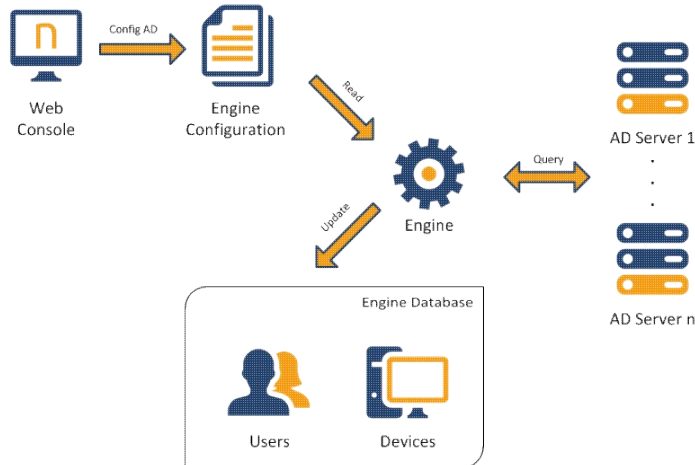 n
Config AD
Web
Console
Engine
Configuration
Read
Engine
Query
AD Server 1
.
.
.
AD Server n
Update
Engine Database
Users
Devices